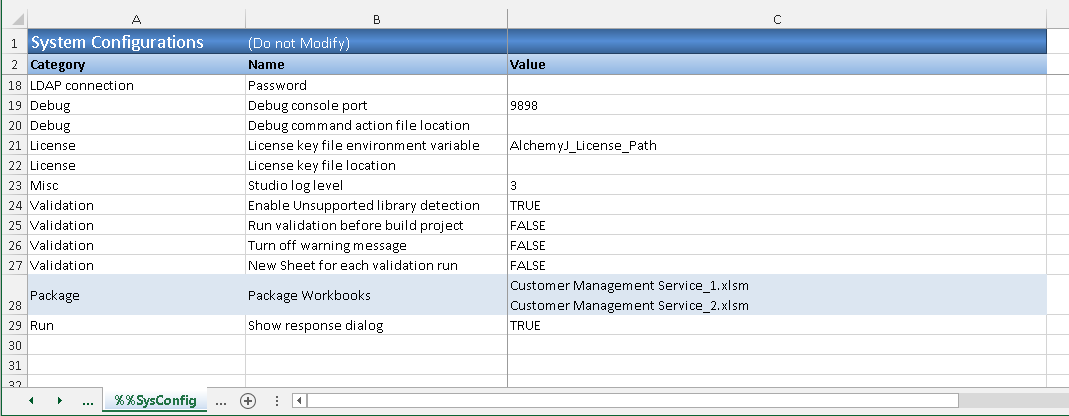 A B C
1 System Configurations (Do not Modify)
2 Category Name Value
18 LDAP connection Password
19 Debug Debug console port 9898
20 Debug Debug command action file location
21 License License key file environment variable AlchemyJ_License_Path
22 License License key file location
23 Misc Studio log level 3
24 Validation Enable Unsupported library detection TRUE
25 Validation Run validation before build project FALSE
26 Validation Turn off warning message FALSE
27 Validation New Sheet for each validation run FALSE
Customer Management Service_1.xlsm
28 Package Package Workbooks
Customer Management Service_2.xlsm
29 Run Show response dialog TRUE
30
31
32
... %%SysConfig ...